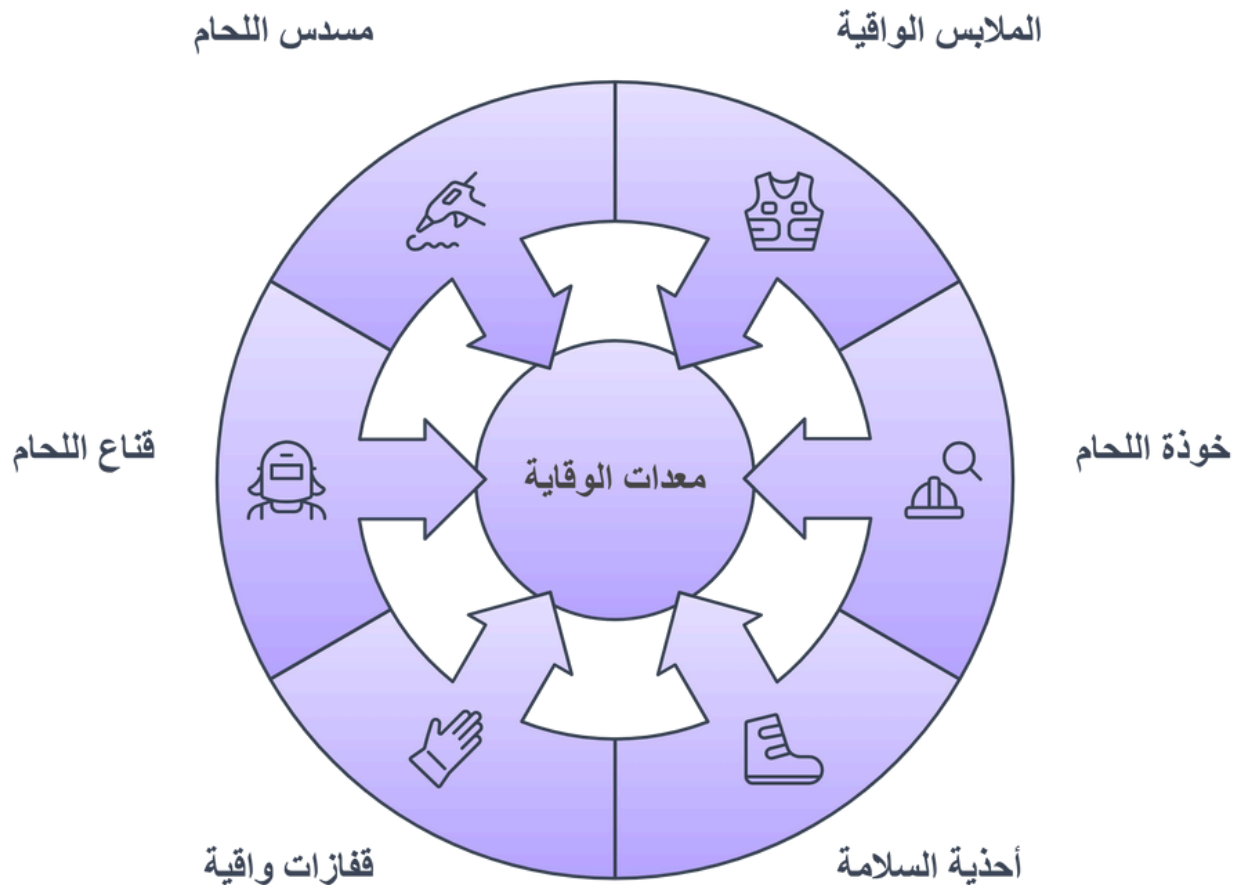 الملابس الواقية
مسدس اللحام
خوذة اللحام
قناع اللحام
معدات الوقاية
أحذية السلامة
قفازات واقية